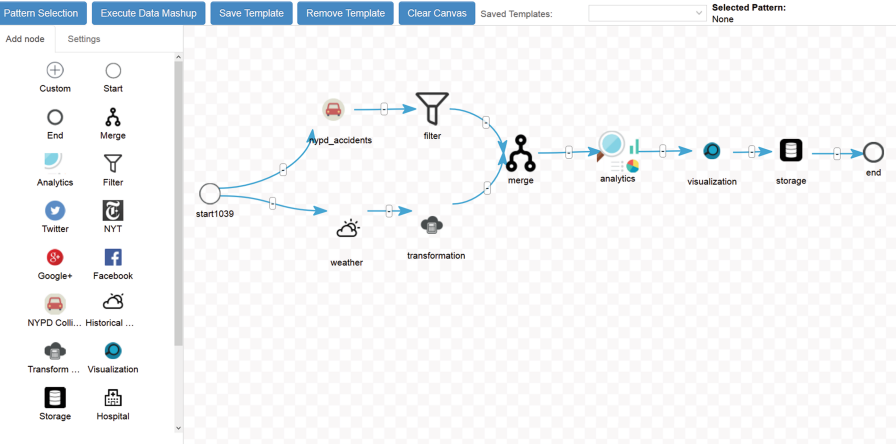 Pattern Selection Execute Data Mashup Save Template Remove Template Clear Canvas Saved Templates: Selected Pattern:
None
Add node Settings
Custom Start
End Merge
Analytics Filter
Twitter NYT
Google+ Facebook
NYPD Colli... Historical ...
Transform ... Visualization
Storage Hospital
start1039
nypd_accidents
filter
weather
transformation
merge
analytics
visualization
storage
end